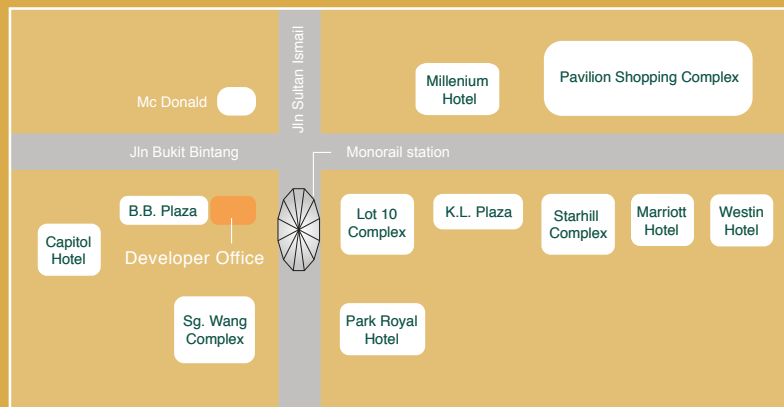 Jln Sultan Ismail
Millenium
Hotel
Pavilion Shopping Complex
Mc Donald
Jln Bukit Bintang
Monorail station
B.B. Plaza
Lot 10
Complex
K.L. Plaza
Starhill
Complex
Marriott
Hotel
Westin
Hotel
Capitol
Hotel
Developer Office
Sg. Wang
Complex
Park Royal
Hotel